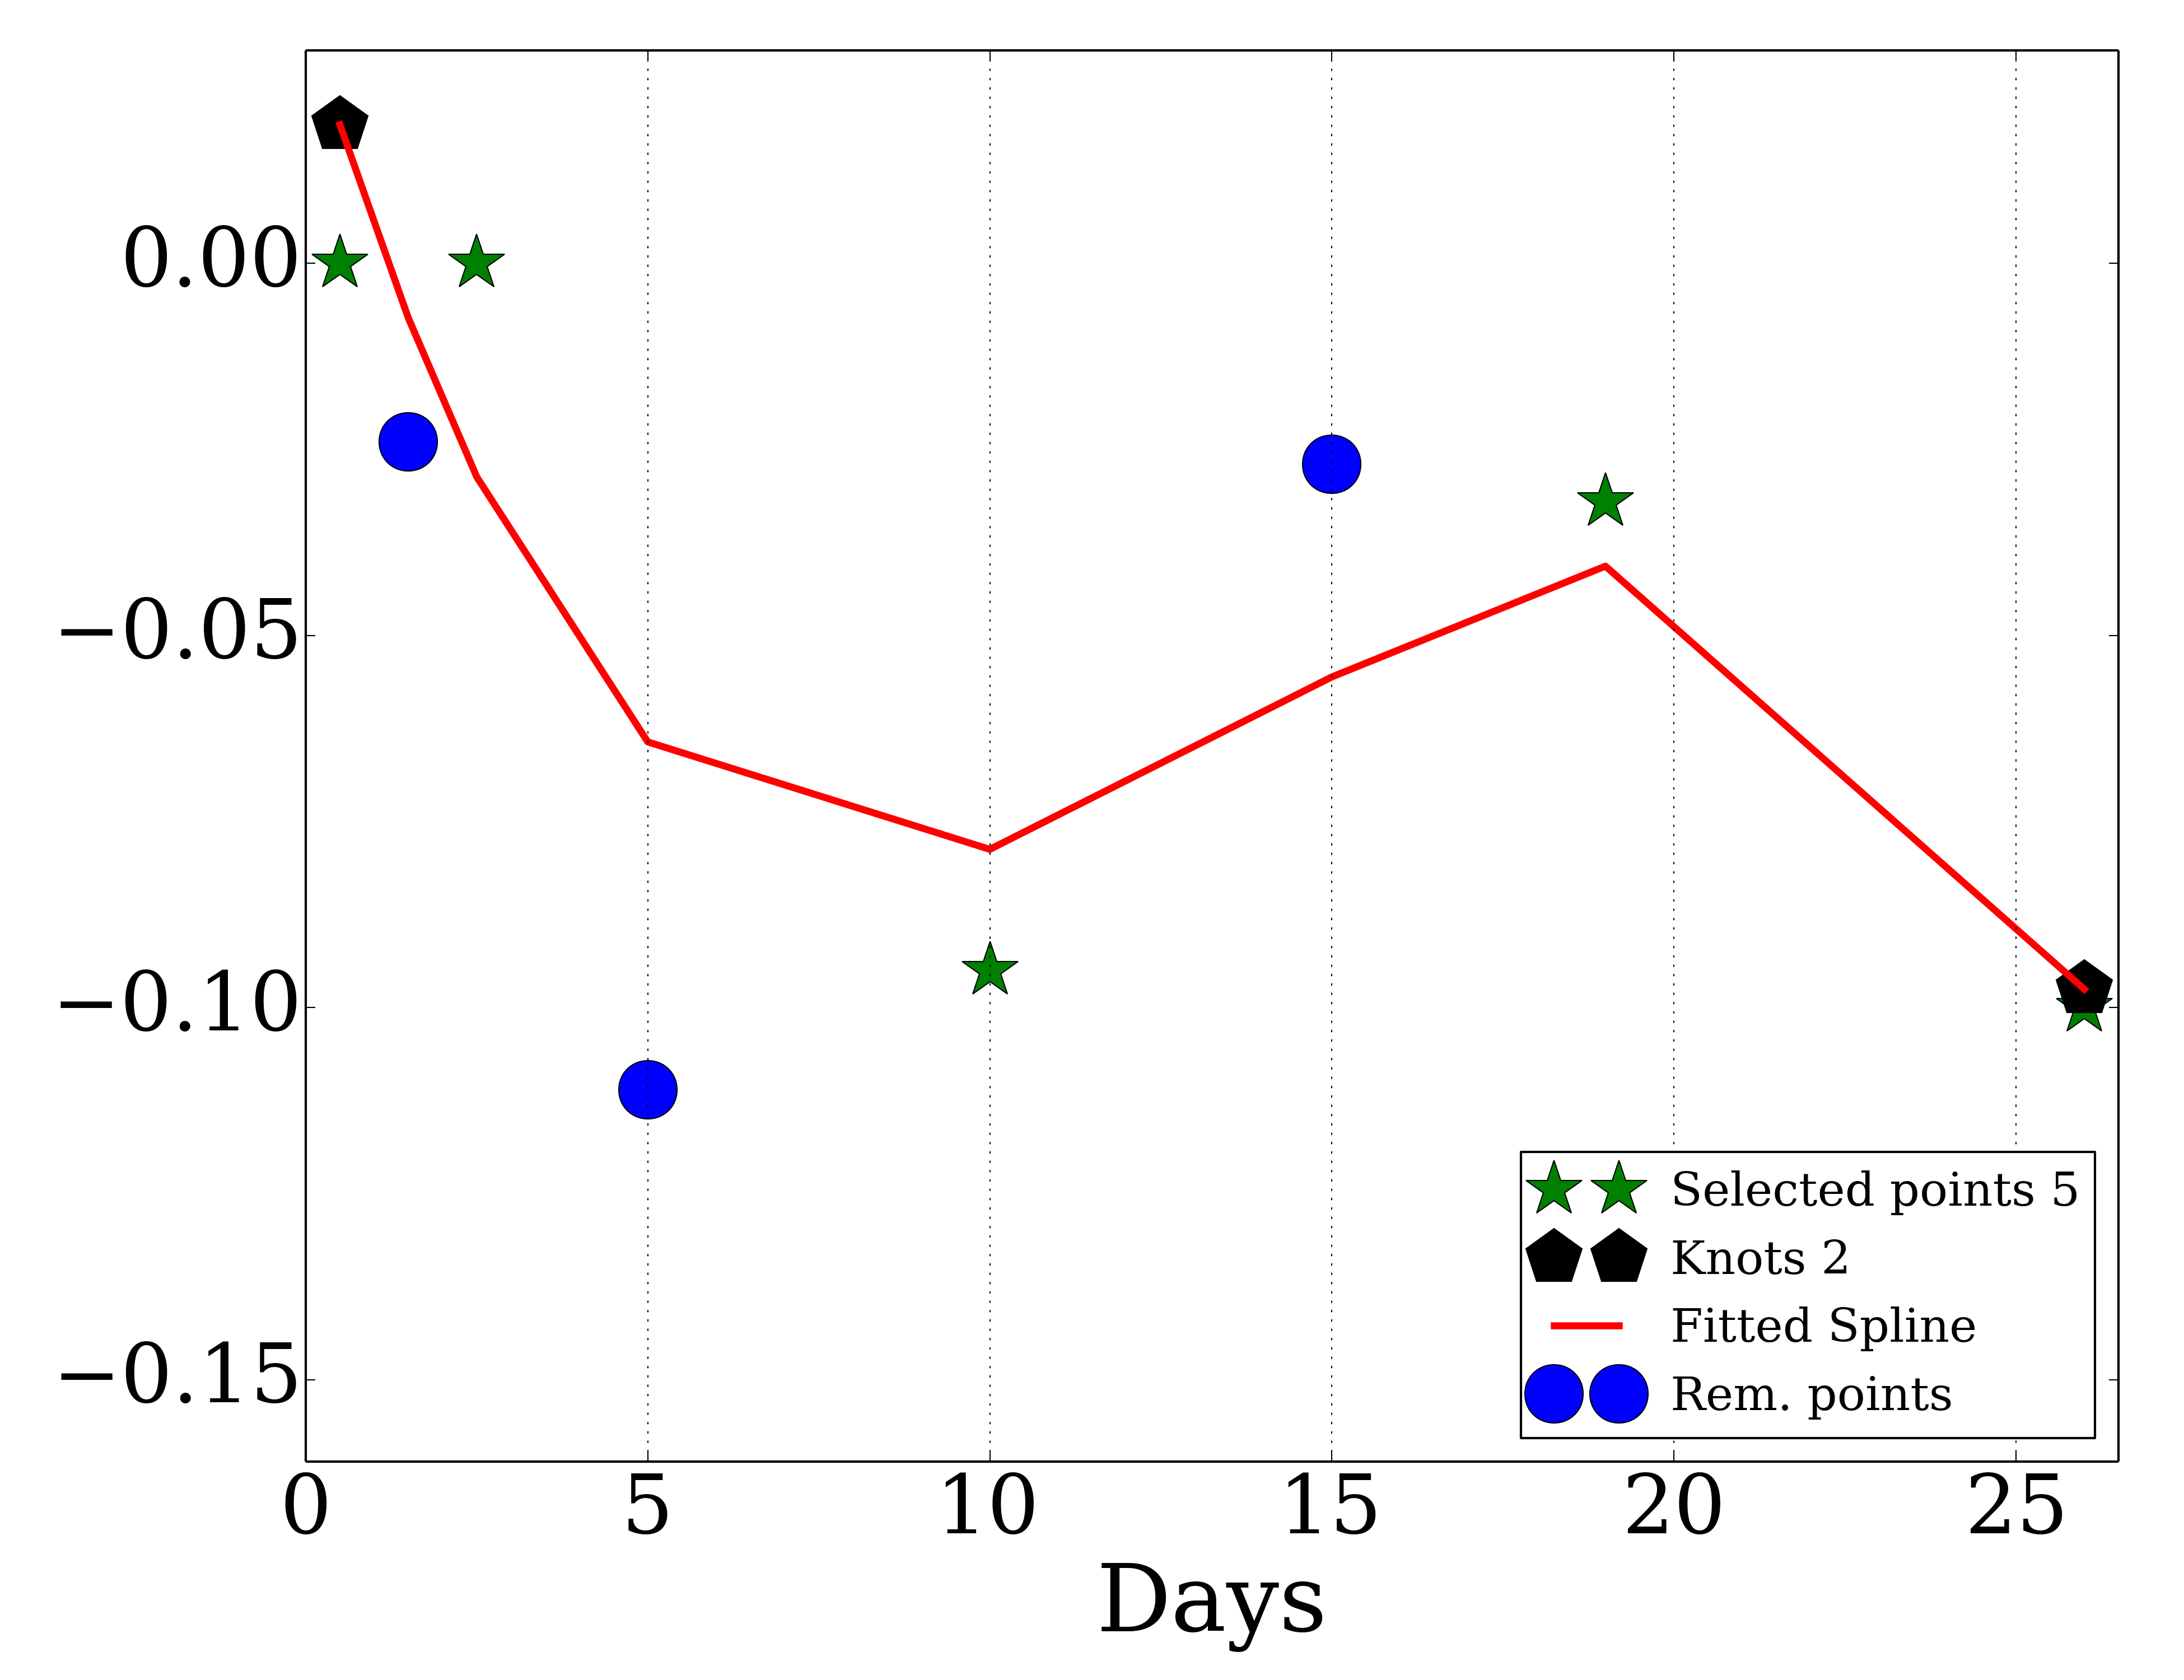 0.00
−0.05
−0.10
−0.15
0 5 10 15 20 25
Days
Selected points 5
Knots 2
Fitted Spline
Rem. points